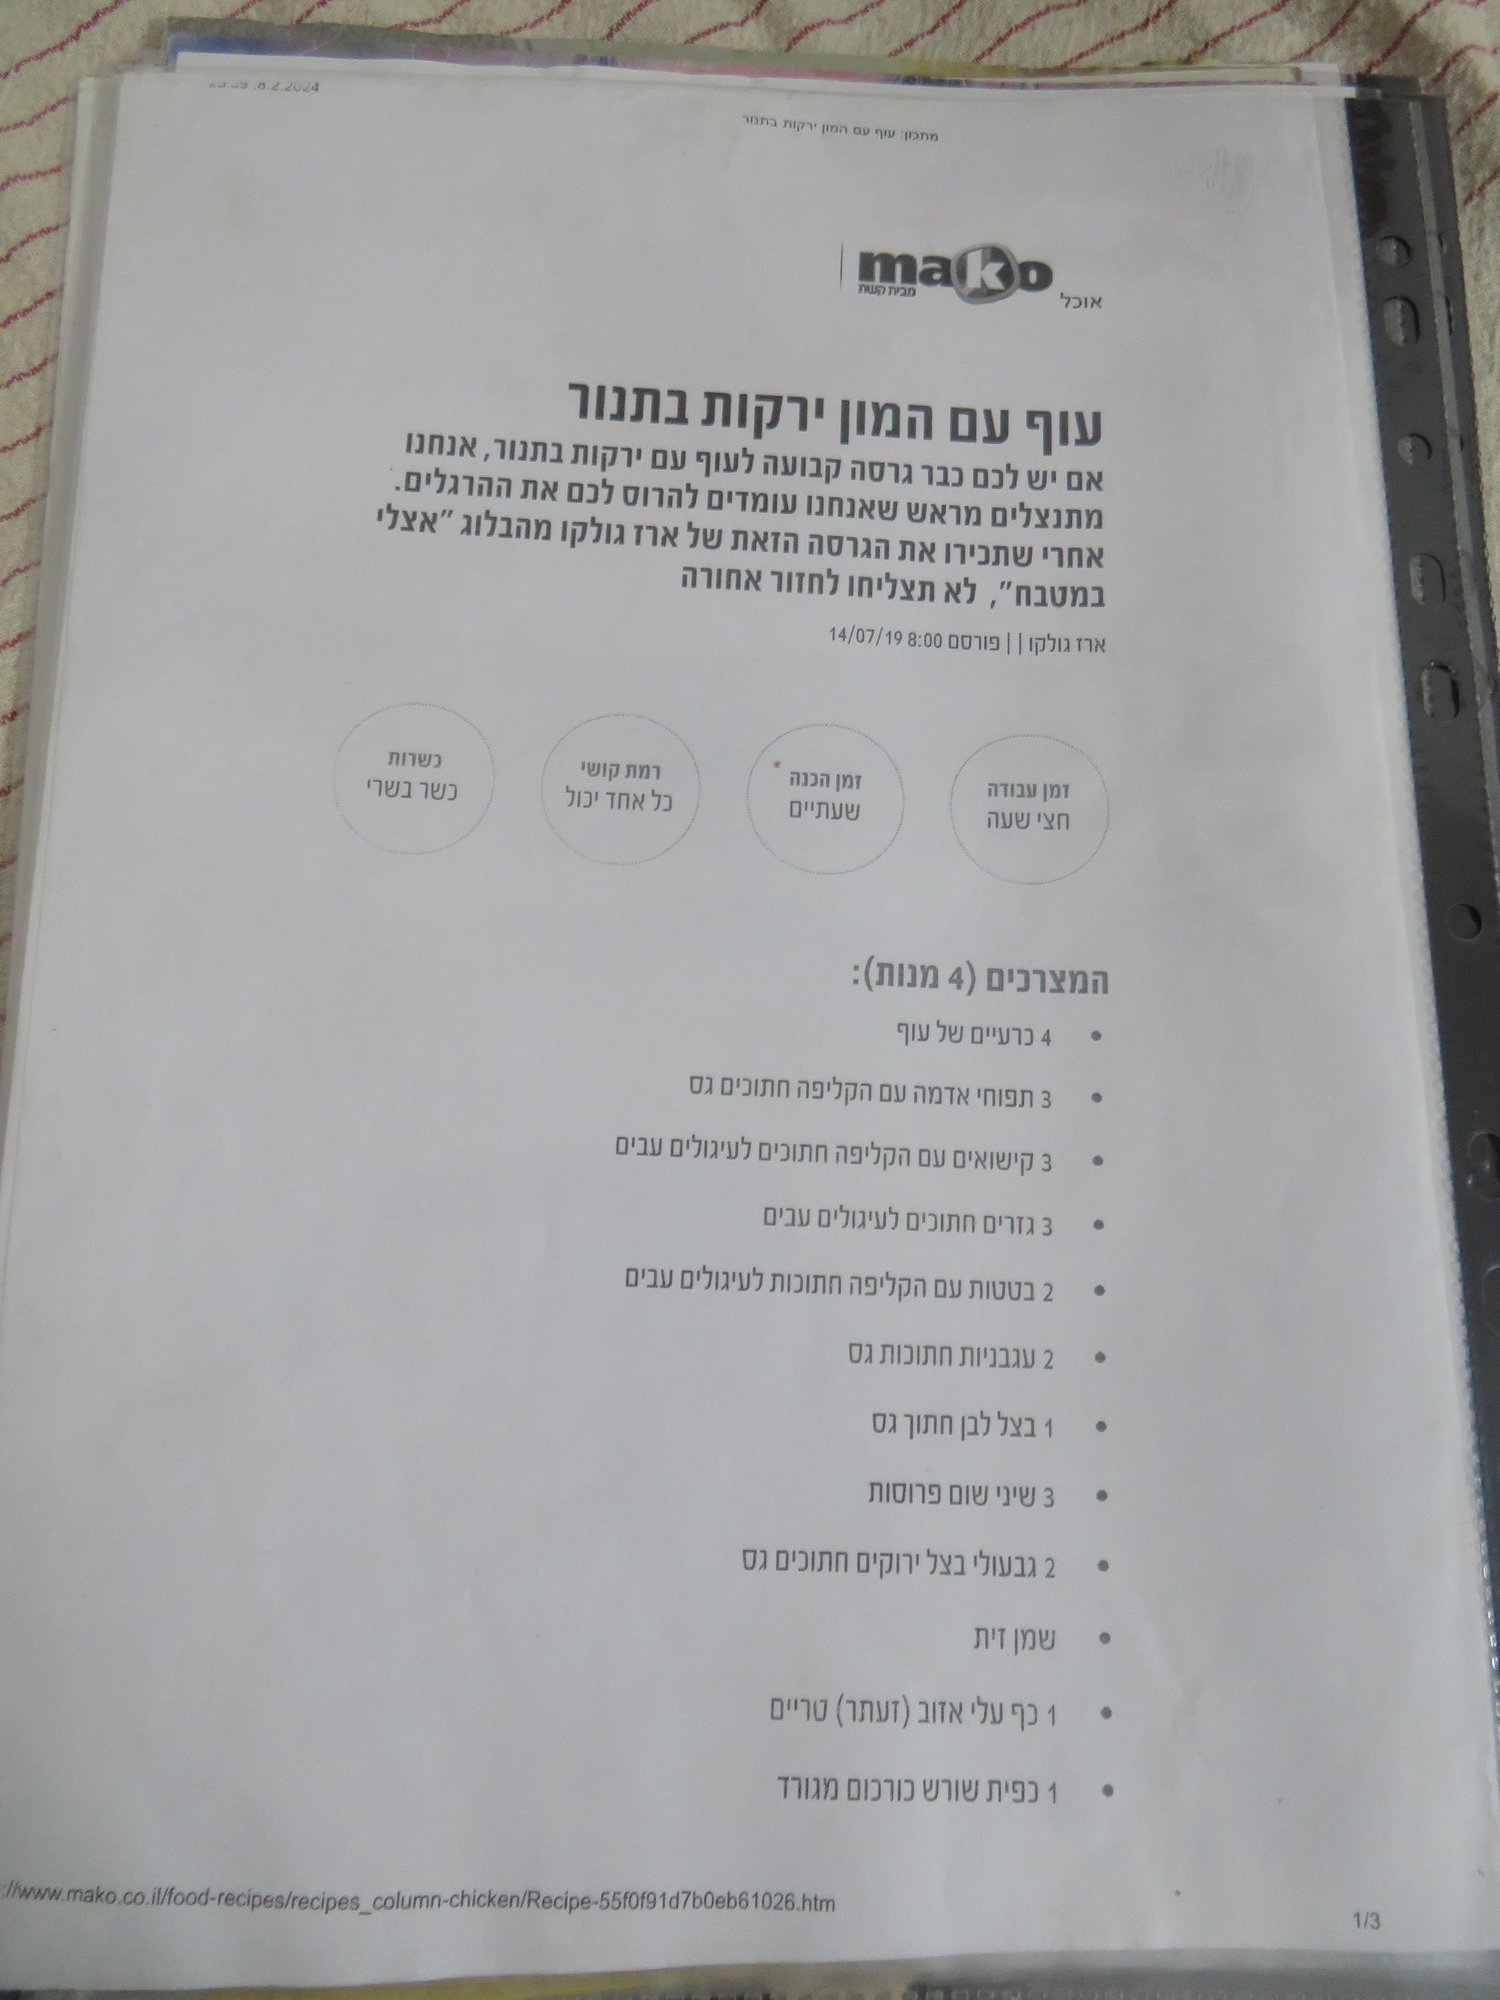 6.2.2024,
מתכון: עוף עם המון ירקות בתנור
mako
מבית קשת
אוכל
עוף עם המון ירקות בתנור
אם יש לכם כבר גרסה קבועה לעוף עם ירקות בתנור, אנחנו
מתנצלים מראש שאנחנו עומדים להרוס לכם את ההרגלים.
אחרי שתכירו את הגרסה הזאת של ארז גולקו מהבלוג "אצלי
במטבח", לא תצליחו לחזור אחורה
ארז גולקו | | פורסם 14/07/19 8:00
זמן עבודה
חצי שעה
זמן הכנה
שעתיים
רמת קושי
כל אחד יכול
כשרות
כשר בשרי
המצרכים (4 מנות):
• 4 כרעיים של עוף
• 3 תפוחי אדמה עם הקליפה חתוכים גס
• 3 קישואים עם הקליפה חתוכים לעיגולים עבים
• 3 גזרים חתוכים לעיגולים עבים
• 2 בטטות עם הקליפה חתוכות לעיגולים עבים
• 2 עגבניות חתוכות גס
• 1 בצל לבן חתוך גס
• 3 שיני שום פרוסות
• 2 גבעולי בצל ירוקים חתוכים גס
• שמן זית
• 1 כף עלי אזוב (זעתר) טריים
• 1 כפית שורש כורכום מגורד
://www.mako.co.il/food-recipes/recipes_column-chicken/Recipe-55f0f91d7b0eb61026.htm
1/3